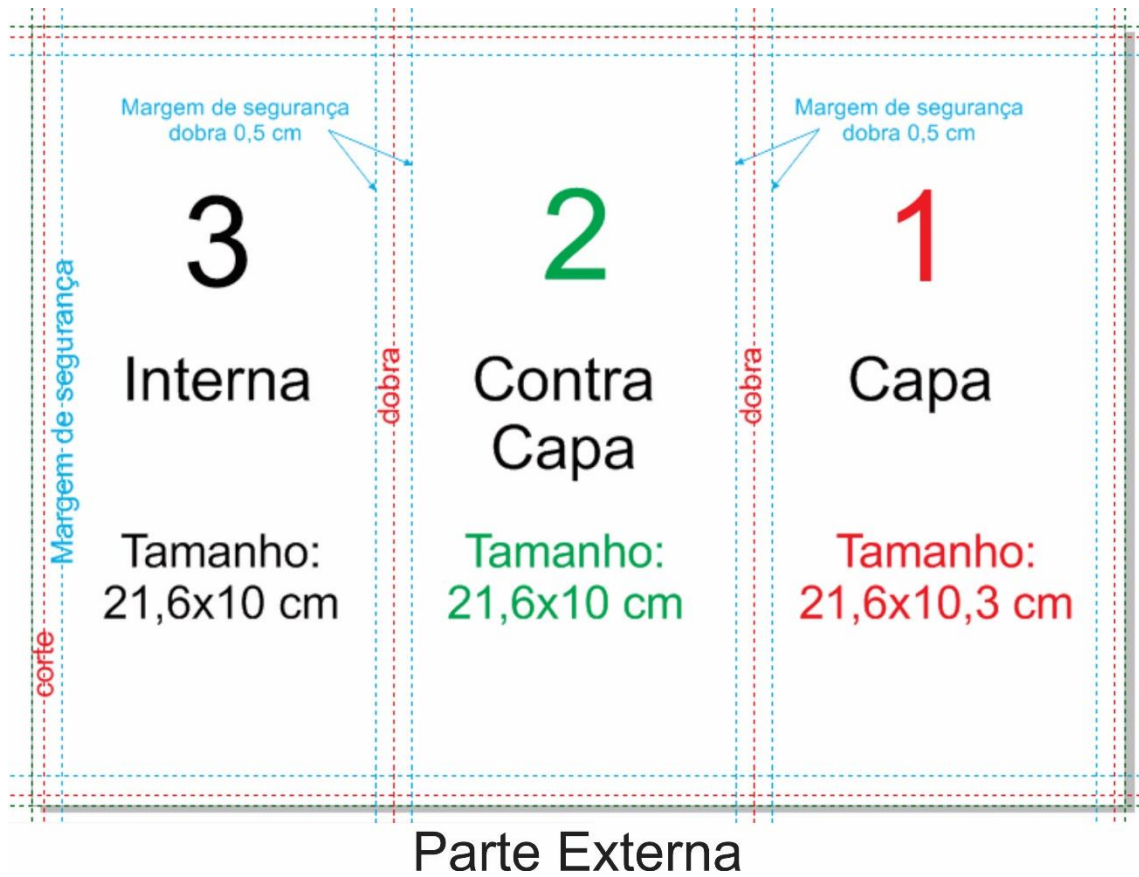 Margem de segurança
dobra 0,5 cm
Margem de segurança
dobra 0,5 cm
3
2
1
Margem de segurança
Interna
dobra
Contra
Capa
dobra
Capa
Tamanho:
21,6x10 cm
Tamanho:
21,6x10 cm
Tamanho:
21,6x10,3 cm
corte
Parte Externa